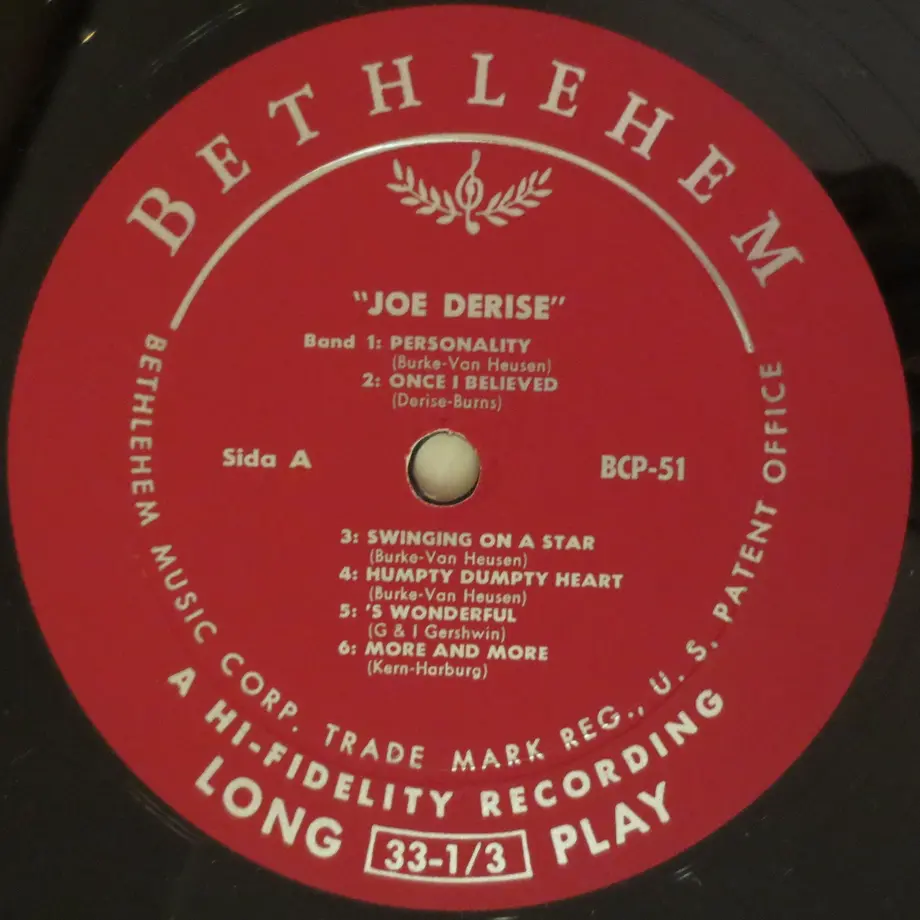 BETHLEHEM
"JOE DERISE"
Band 1: PERSONALITY
(Burke-Van Heusen)
2: ONCE I BELIEVED
(Derise-Burns)
Side A
BCP-51
3: SWINGING ON A STAR
(Burke-Van Heusen)
4: HUMPTY DUMPTY HEART
(Burke-Van Heusen)
5: 'S WONDERFUL
(G & I Gershwin)
6: MORE AND MORE
(Kern-Harburg)
BETHLEHEM MUSIC CORP. TRADE MARK REG., U. S. PATENT OFFICE
A HI-FIDELITY RECORDING
LONG 33-1/3 PLAY